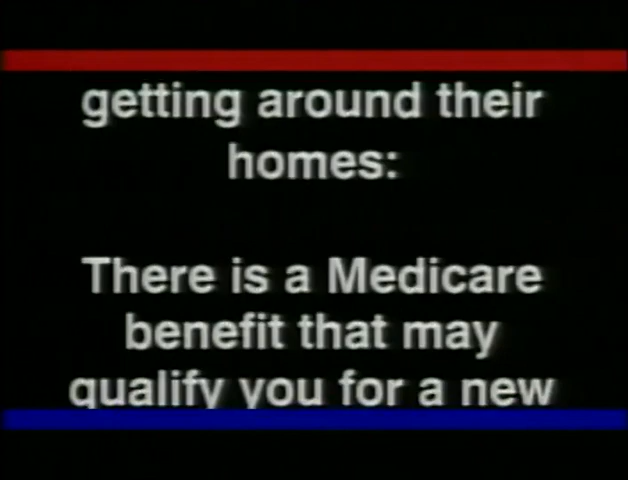 getting around their
homes:
There is a Medicare
benefit that may
qualify you for a new